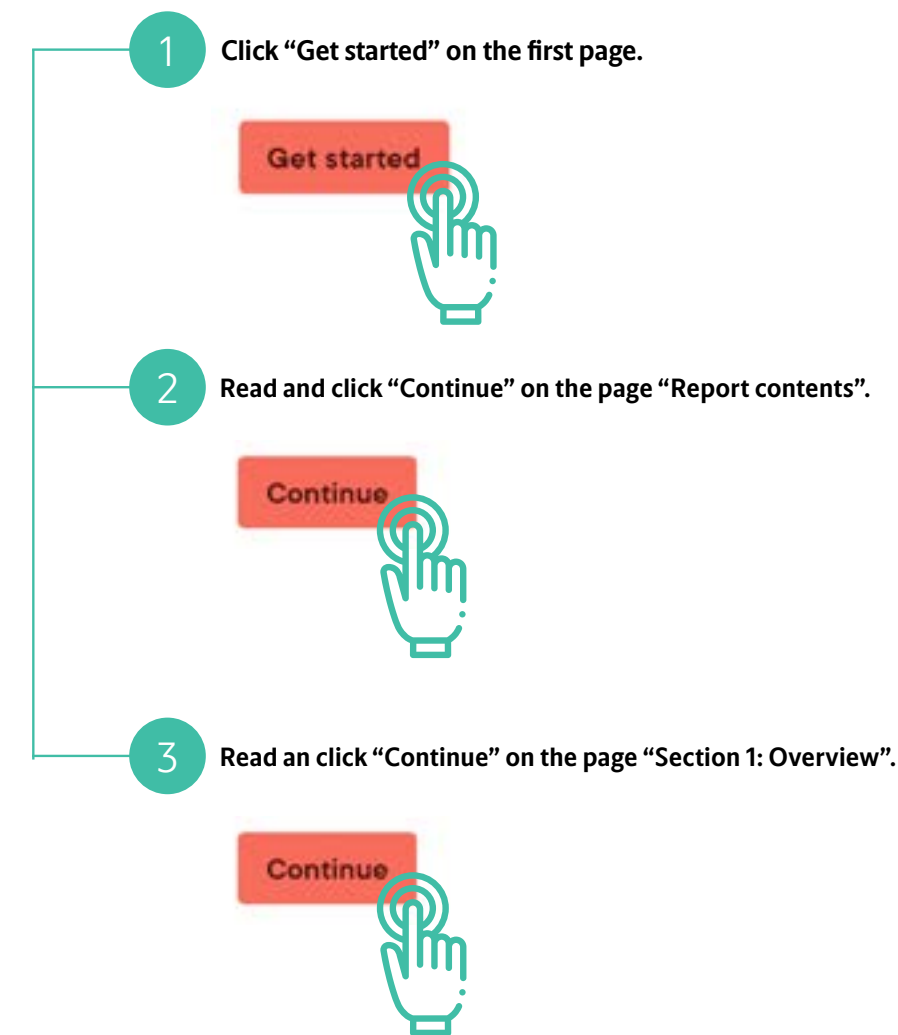 1
Click “Get started” on the first page.
Get started
2
Read and click “Continue” on the page “Report contents”.
Continue
3
Read an click “Continue” on the page “Section 1: Overview”.
Continue